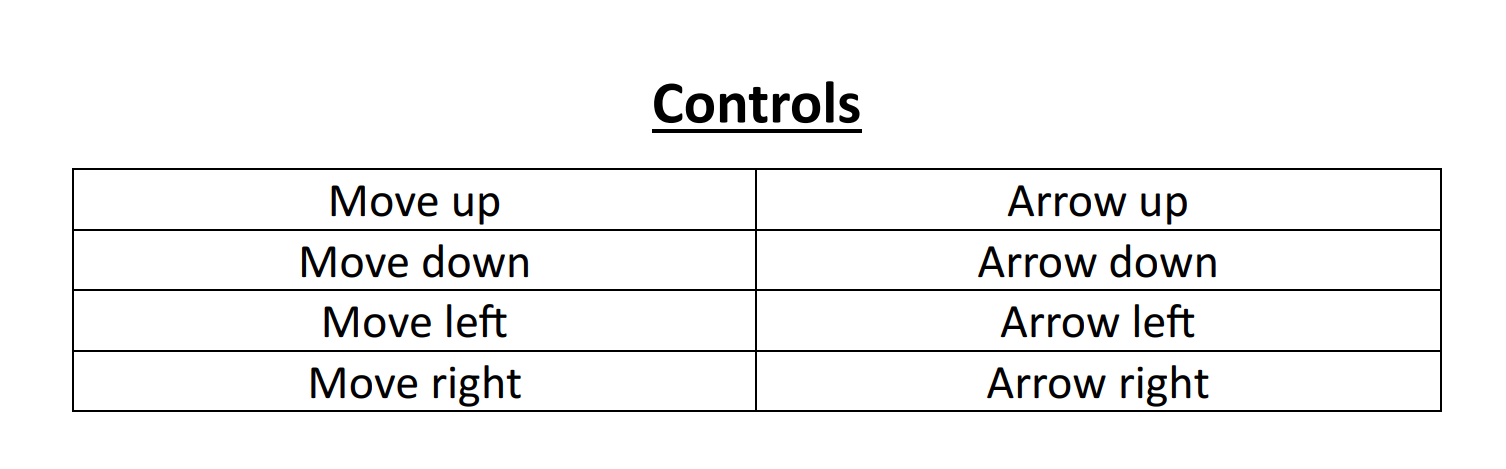 Controls
Move up Arrow up
Move down Arrow down
Move left Arrow left
Move right Arrow right